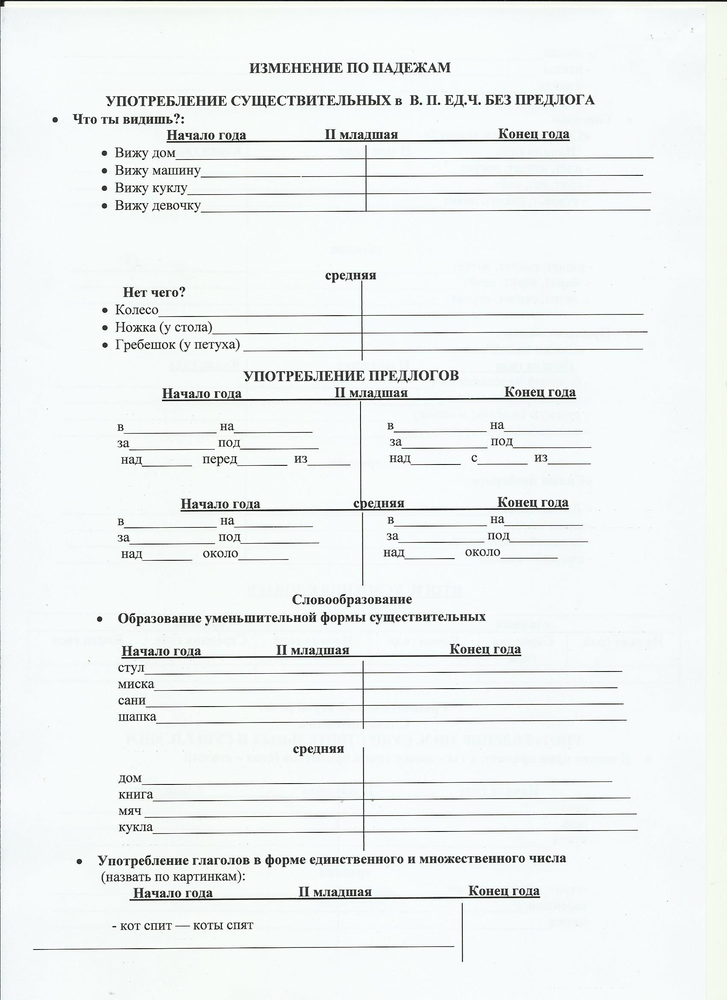 ИЗМЕНЕНИЕ ПО ПАДЕЖАМ
УПОТРЕБЛЕНИЕ СУЩЕСТВИТЕЛЬНЫХ в В. П. ЕД.Ч. БЕЗ ПРЕДЛОГА
• Что ты видишь?:
Начало года II младшая Конец года
• Вижу дом
• Вижу машину
• Вижу куклу
• Вижу девочку
средняя
Нет чего?
• Колесо
• Ножка (у стола)
• Гребешок (у петуха)
УПОТРЕБЛЕНИЕ ПРЕДЛОГОВ
Начало года II младшая Конец года
в на в на
за под за под
над перед из над с из
Начало года средняя Конец года
в на в на
за под за под
над около над около
Словообразование
• Образование уменьшительной формы существительных
Начало года II младшая Конец года
стул
миска
сани
шапка
средняя
дом
книга
мяч
кукла
• Употребление глаголов в форме единственного и множественного числа
(назвать по картинкам):
Начало года II младшая Конец года
- кот спит — коты спят